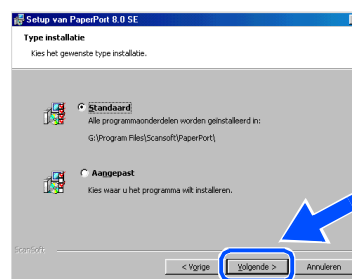 Setup van PaperPort 8.0 SE
Type installatie
Kies het gewenste type installatie.
Standaard
Alle programmaonderdelen worden geïnstalleerd in:
G:\Program Files\Scansoft\PaperPort\
Aangepast
Kies waar u het programma wilt installeren.
ScanSoft
< Vorige
Volgende >
Annuleren